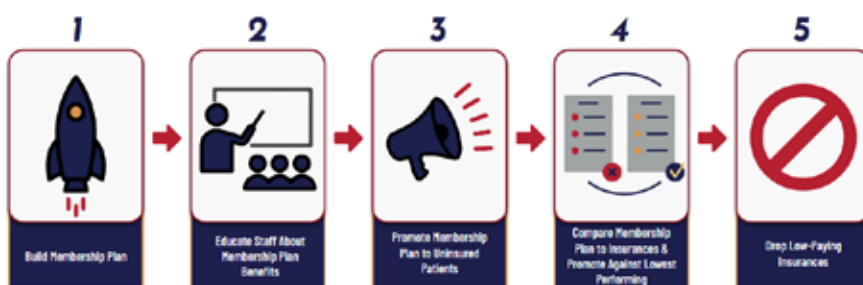 1
2
3
4
5
Build Membership Plan
Educate Staff About
Membership Plan
Benefits
Promote Membership
Plan to Uninsured
Patients
Compare Membership
Plan to Insurances &
Promote Against Lowest
Performing
Drop Low-Paying
Insurances